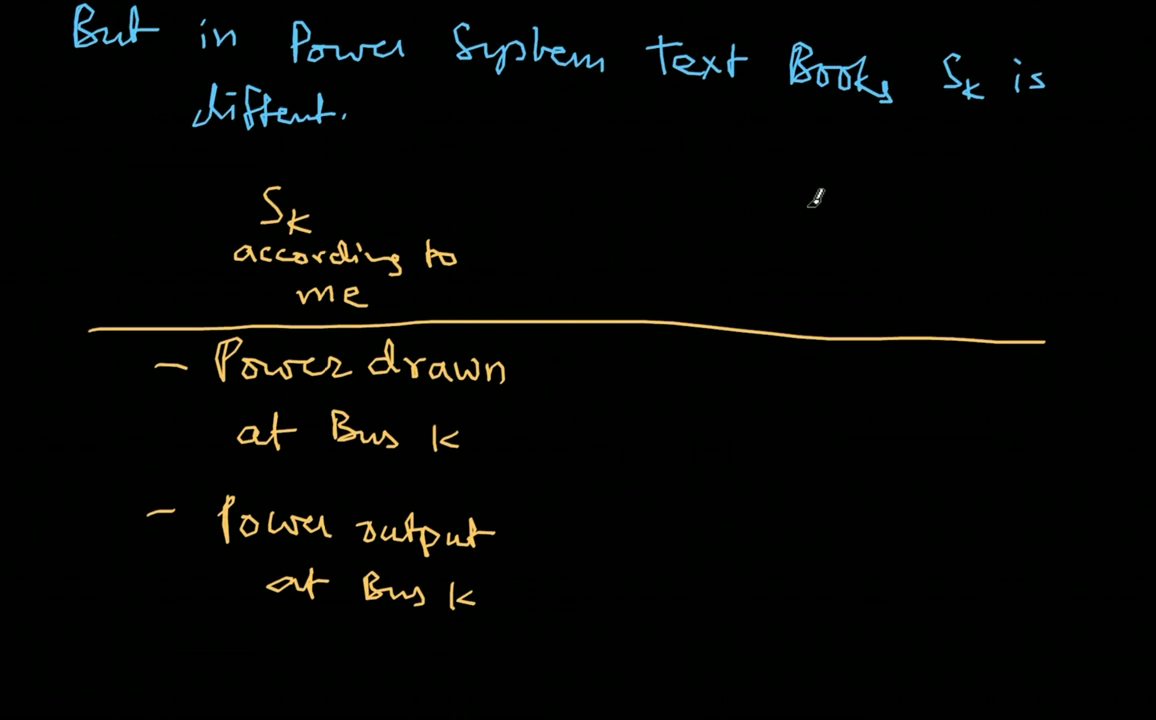 But in Power System Text Books Sk is
diffent.
Sk
according to
me
- Power drawn
at Bus k
- Power output
at Bus k